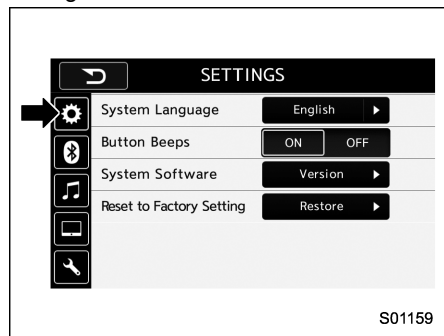 SETTINGS
System Language English
Button Beeps ON OFF
System Software Version
Reset to Factory Setting Restore
S01159